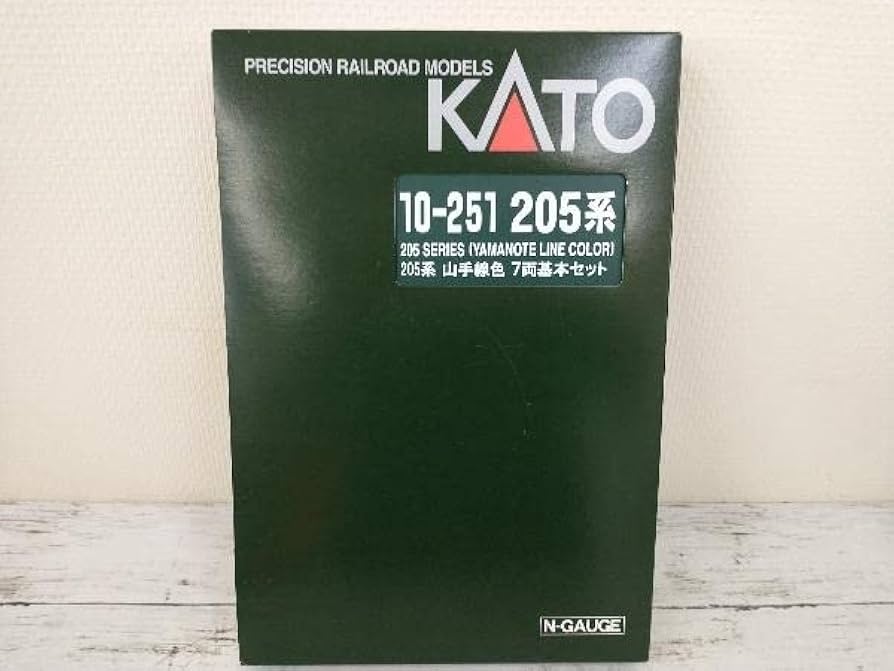 PRECISION RAILROAD MODELS
KATO
10-251 205系
205 SERIES (YAMANOTE LINE COLOR)
205系 山手線色 7両基本セット
N-GAUGE